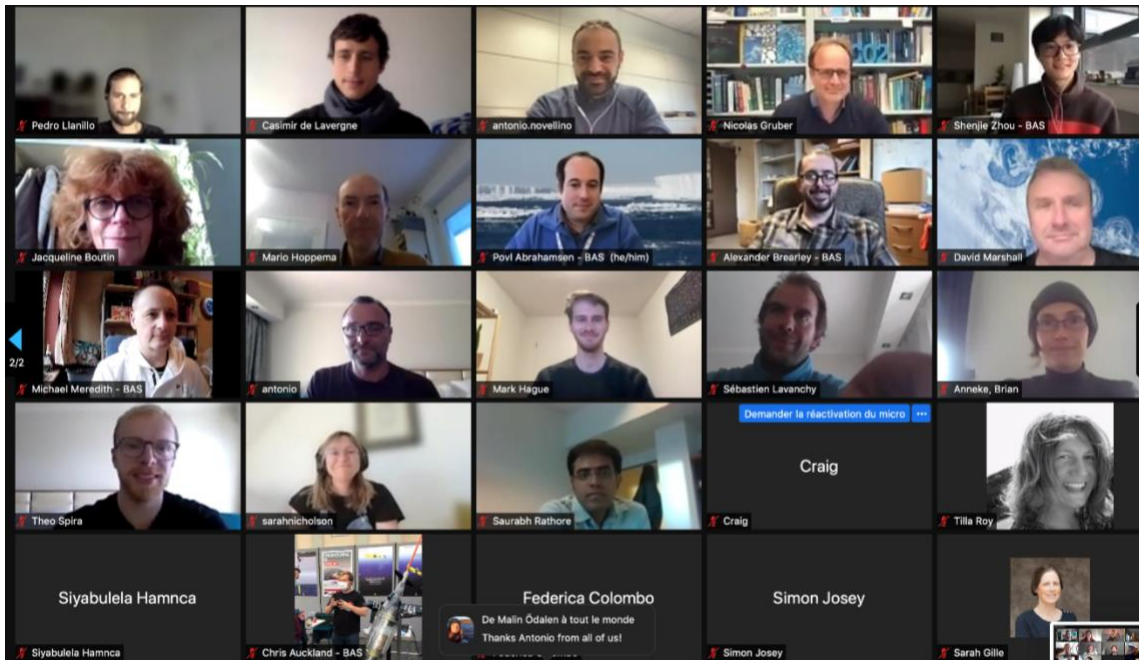 Pedro Llanillo
Casimir de Lavergne
antonio.novellino
Nicolas Gruber
Shenjie Zhou - BAS
Jacqueline Boutin
Mario Hoppema
Povl Abrahamsen - BAS (he/him)
Alexander Brearley - BAS
David Marshall
2/2
Michael Meredith - BAS
antonio
Mark Hague
Sébastien Lavanchy
Anneke, Brian
Theo Spira
sarahnicholson
Saurabh Rathore
Demander la réactivation du micro
Craig
Craig
Tilla Roy
Siyabulela Hamnca
Siyabulela Hamnca
Chris Auckland - BAS
Federica Colombo
De Malin Ödalen à tout le monde
Thanks Antonio from all of us!
Simon Josey
Simon Josey
Sarah Gille